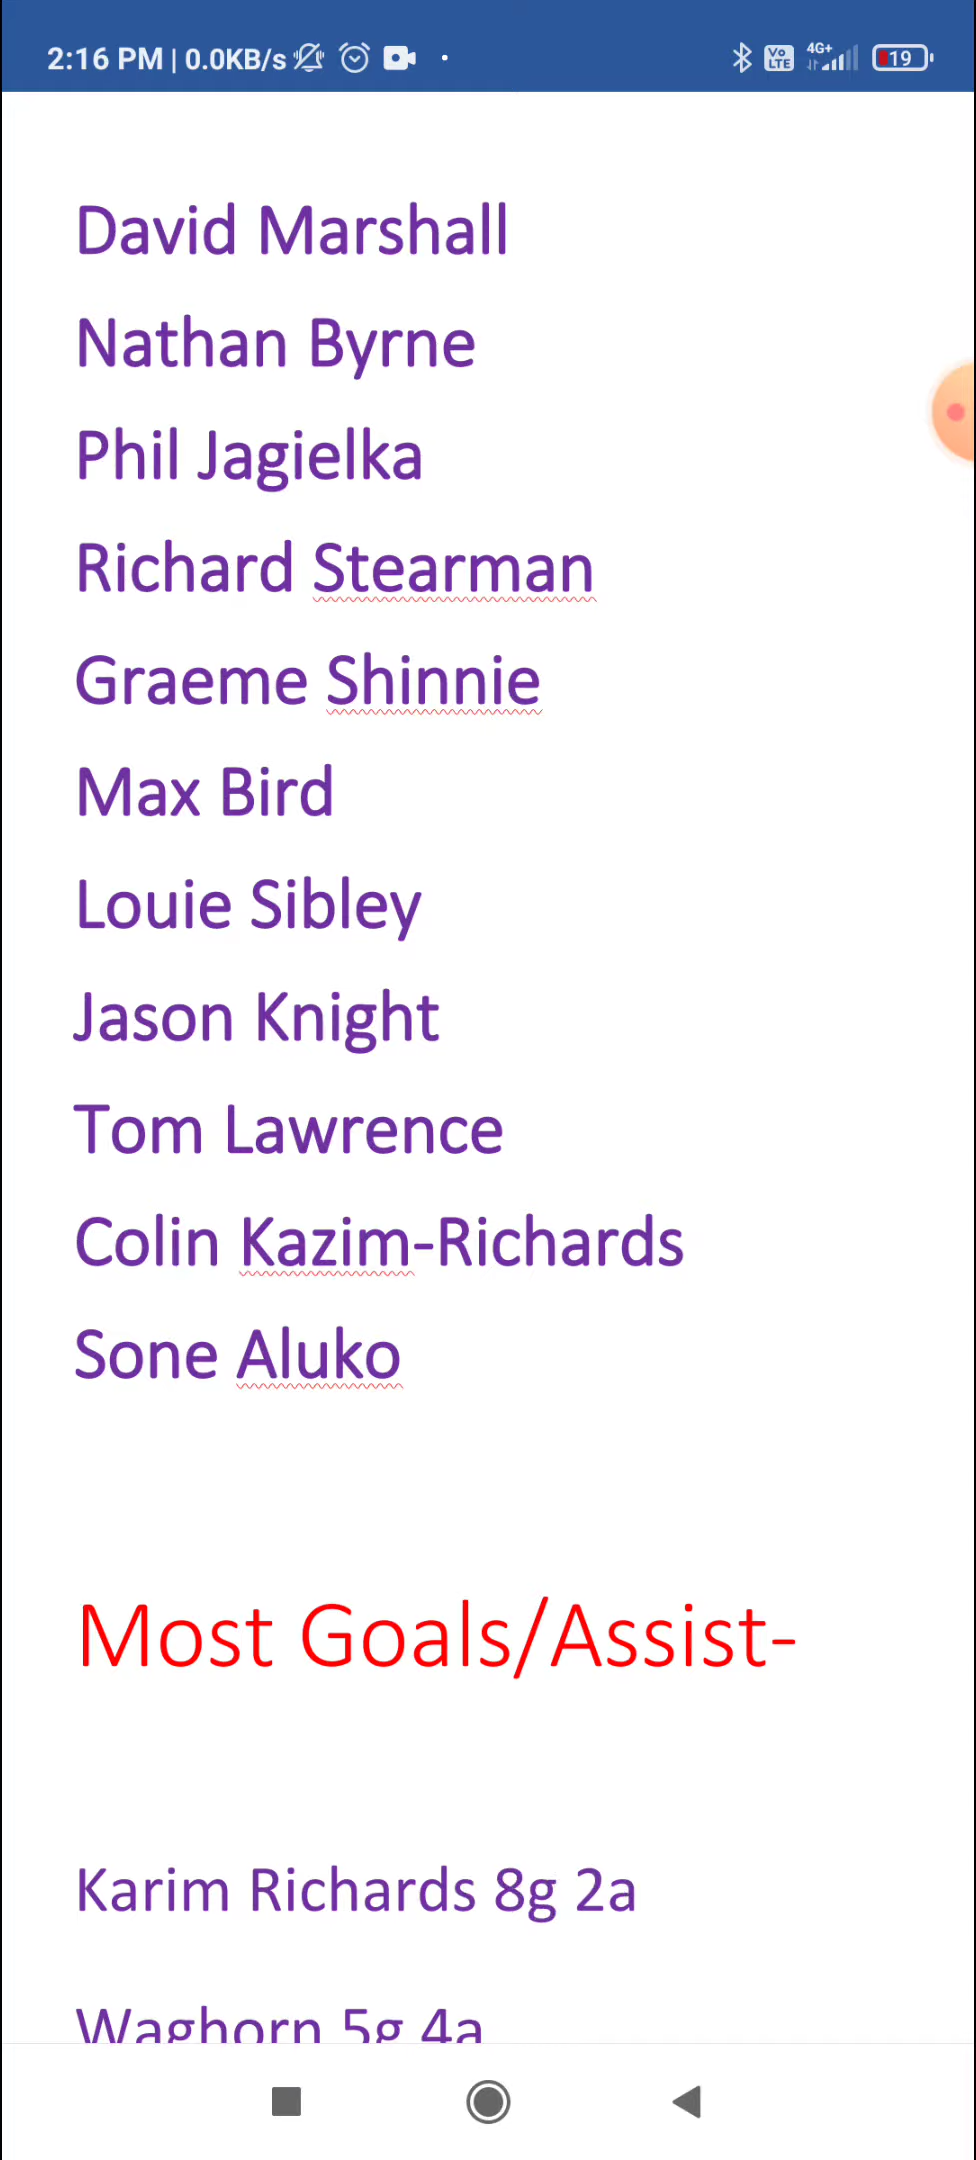 2:16 PM | 0.0KB/s
Vo LTE 4G+ 19
David Marshall
Nathan Byrne
Phil Jagielka
Richard Stearman
Graeme Shinnie
Max Bird
Louie Sibley
Jason Knight
Tom Lawrence
Colin Kazim-Richards
Sone Aluko
Most Goals/Assist-
Karim Richards 8g 2a
Waghorn 5g 4a